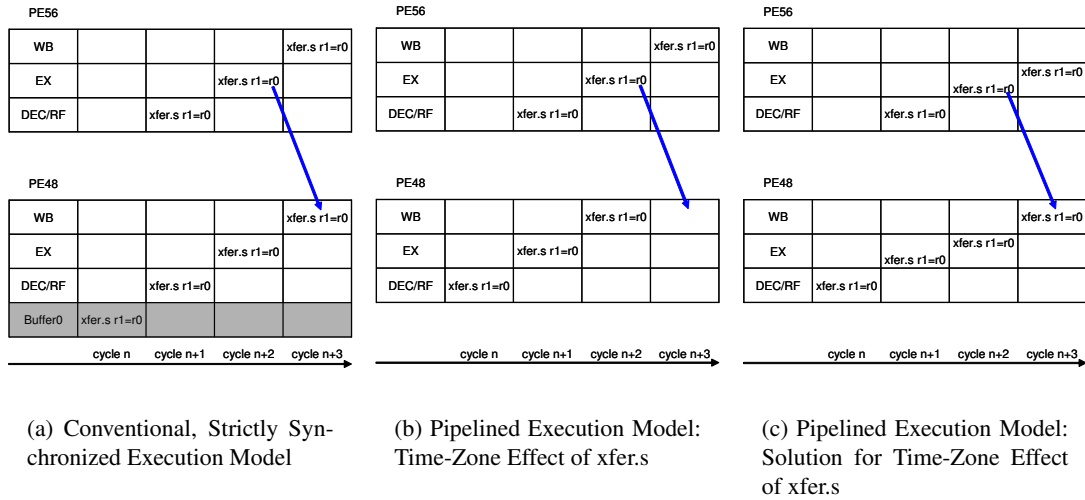 PE56
WB xfer.s r1=r0
EX xfer.s r1=r0
DEC/RF xfer.s r1=r0
PE48
WB xfer.s r1=r0
EX xfer.s r1=r0
DEC/RF xfer.s r1=r0
Buffer0 xfer.s r1=r0
cycle n cycle n+1 cycle n+2 cycle n+3
(a) Conventional, Strictly Syn-
chronized Execution Model
PE56
WB xfer.s r1=r0
EX xfer.s r1=r0
DEC/RF xfer.s r1=r0
PE48
WB xfer.s r1=r0
EX xfer.s r1=r0
DEC/RF xfer.s r1=r0
cycle n cycle n+1 cycle n+2 cycle n+3
(b) Pipelined Execution Model:
Time-Zone Effect of xfer.s
PE56
WB
EX xfer.s r1=r0 xfer.s r1=r0
DEC/RF xfer.s r1=r0
PE48
WB xfer.s r1=r0
EX xfer.s r1=r0 xfer.s r1=r0
DEC/RF xfer.s r1=r0
cycle n cycle n+1 cycle n+2 cycle n+3
(c) Pipelined Execution Model:
Solution for Time-Zone Effect
of xfer.s